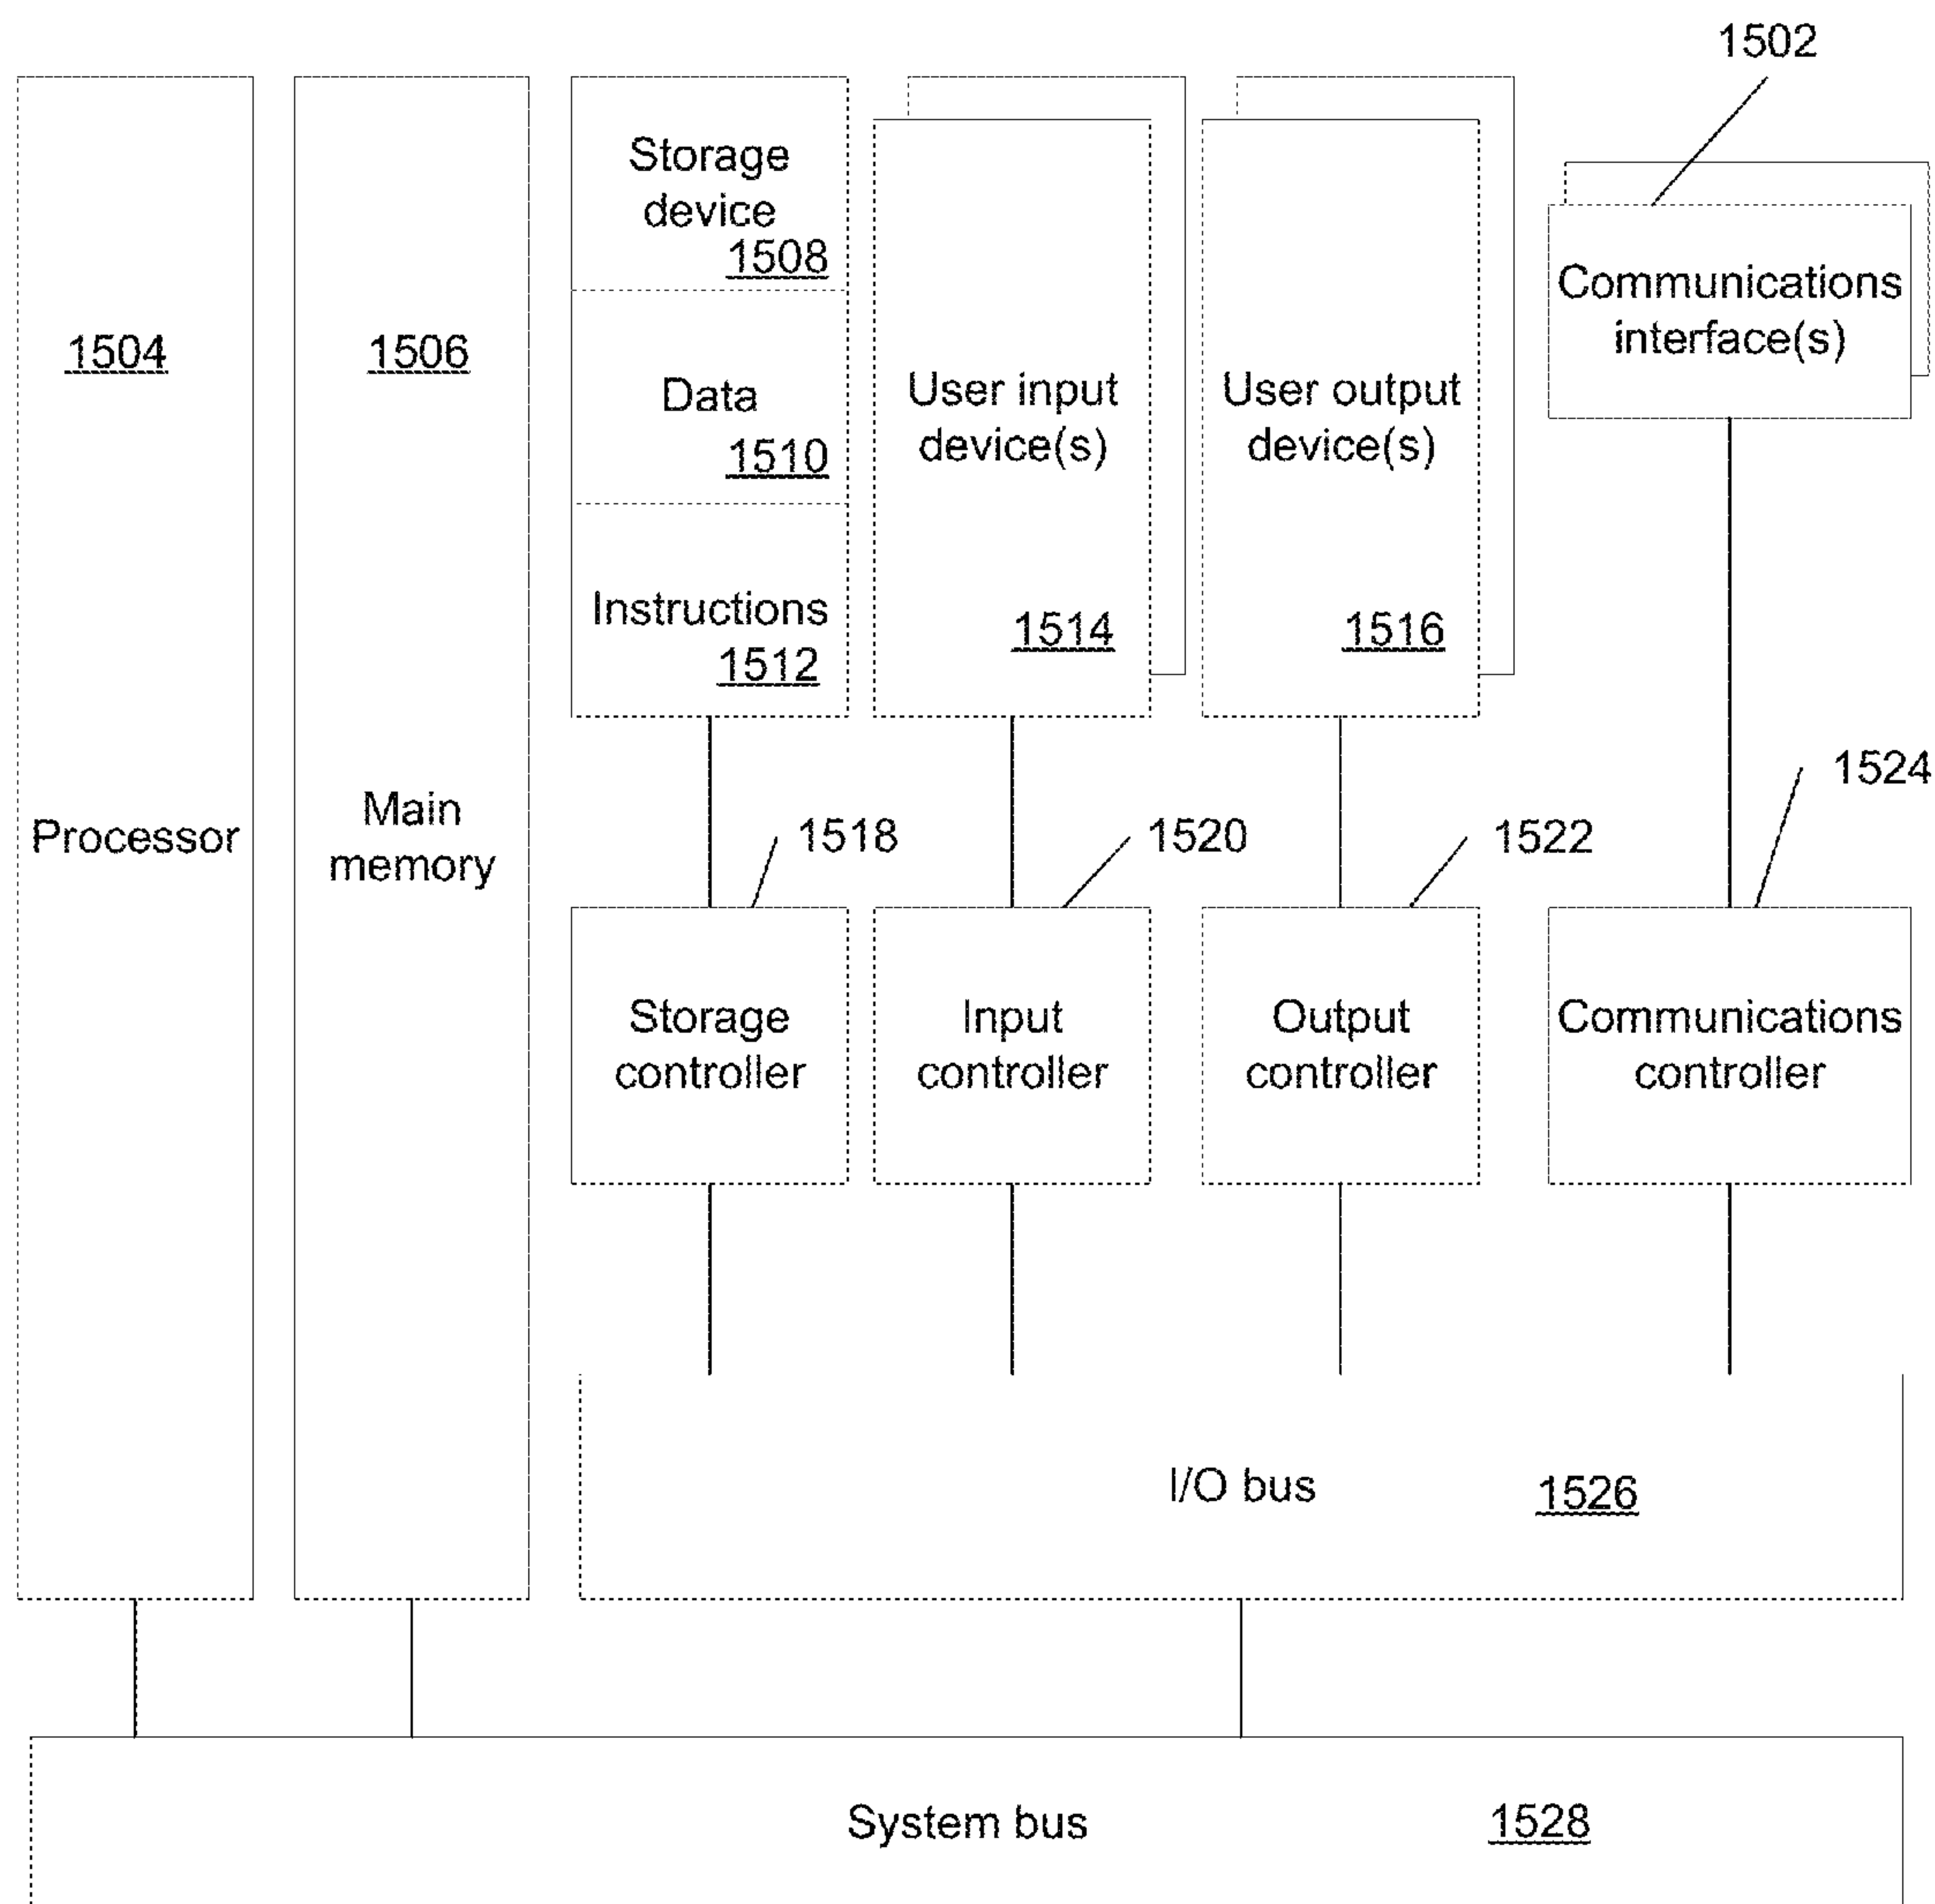 1502
Storage
device
1508
1504
1506
Communications
interface(s)
Data
1510
User input
device(s)
User output
device(s)
Instructions
1512
1514
1516
Processor
Main
memory
1518
1520
1522
1524
Storage
controller
Input
controller
Output
controller
Communications
controller
I/O bus
1526
System bus
1528